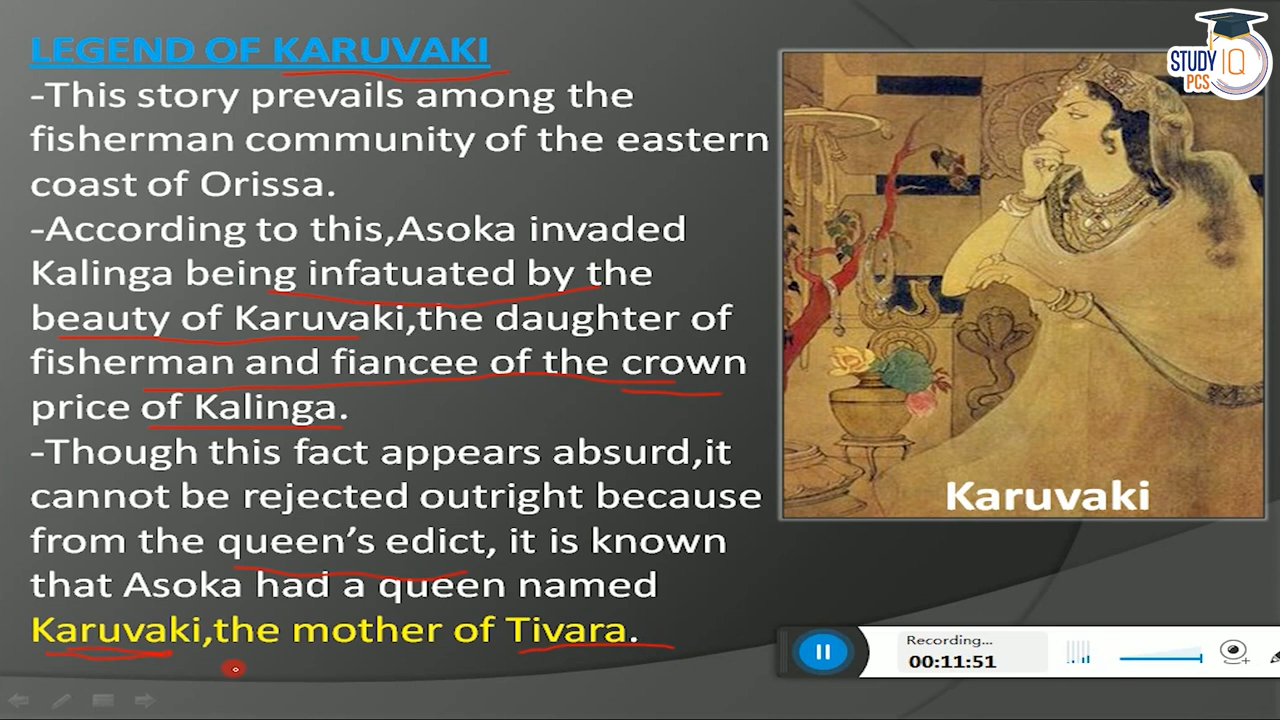 LEGEND OF KARUVAKI
-This story prevails among the
fisherman community of the eastern
coast of Orissa.
-According to this,Asoka invaded
Kalinga being infatuated by the
beauty of Karuvaki,the daughter of
fisherman and fiancee of the crown
price of Kalinga.
-Though this fact appears absurd,it
cannot be rejected outright because
from the queen's edict, it is known
that Asoka had a queen named
Karuvaki,the mother of Tivara.
STUDY IQ
PCS
Karuvaki
Recording...
00:11:51